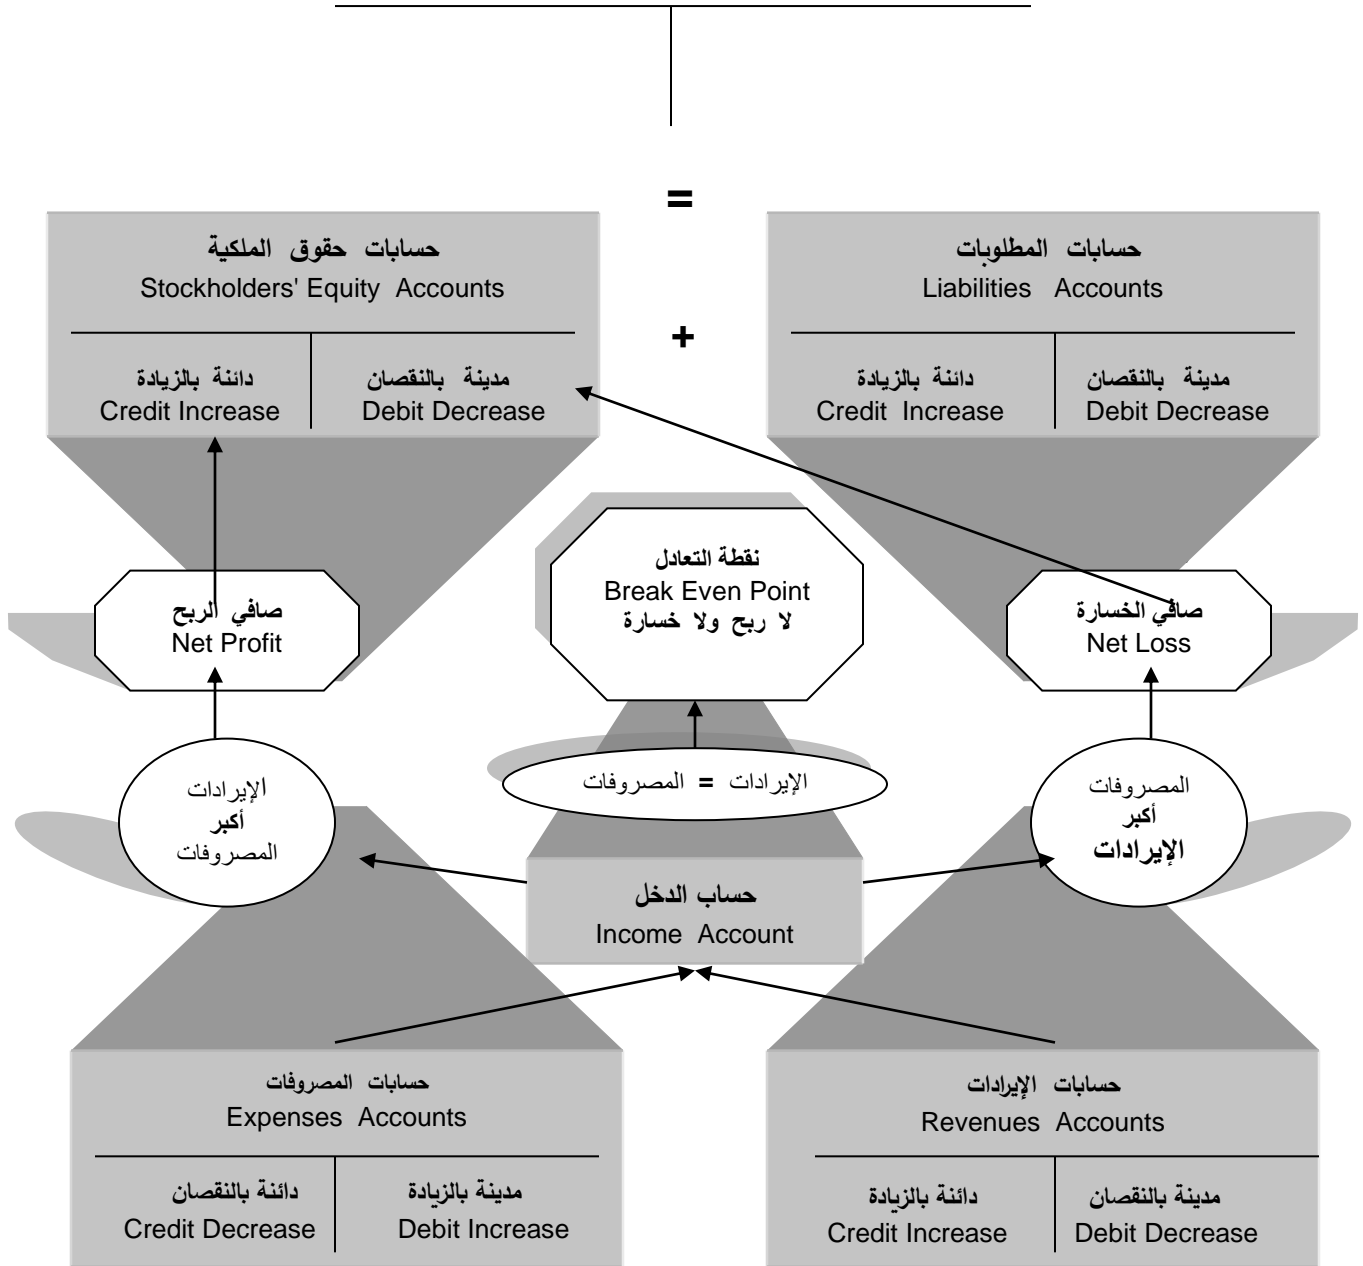 =
حسابات المطلوبات
Liabilities Accounts
مدينة بالنقصان
Debit Decrease
دائنة بالزيادة
Credit Increase
+
حسابات حقوق الملكية
Stockholders' Equity Accounts
مدينة بالنقصان
Debit Decrease
دائنة بالزيادة
Credit Increase
صافي الخسارة
Net Loss
نقطة التعادل
Break Even Point
لا ربح ولا خسارة
صافي الربح
Net Profit
المصروفات
أكبر
الإيرادات
الإيرادات = المصروفات
الإيرادات
أكبر
المصروفات
حساب الدخل
Income Account
حسابات الإيرادات
Revenues Accounts
مدينة بالنقصان
Debit Decrease
دائنة بالزيادة
Credit Increase
حسابات المصروفات
Expenses Accounts
مدينة بالزيادة
Debit Increase
دائنة بالنقصان
Credit Decrease